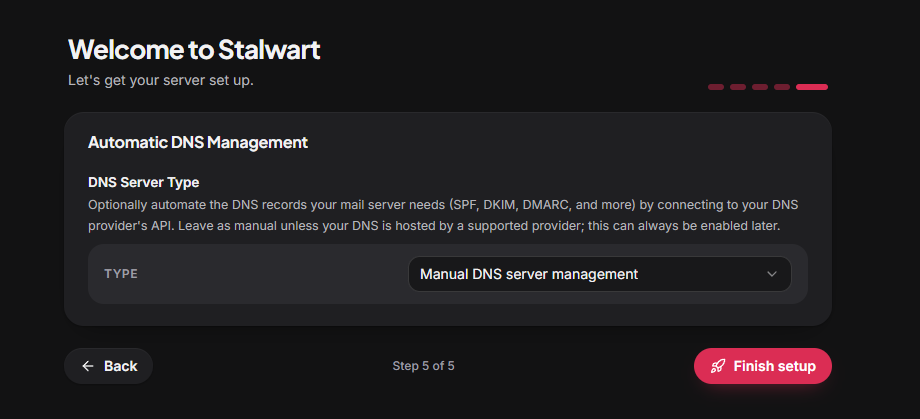 Welcome to Stalwart
Let's get your server set up.
Automatic DNS Management
DNS Server Type
Optionally automate the DNS records your mail server needs (SPF, DKIM, DMARC, and more) by connecting to your DNS
provider's API. Leave as manual unless your DNS is hosted by a supported provider; this can always be enabled later.
TYPE
Manual DNS server management
Back
Step 5 of 5
Finish setup